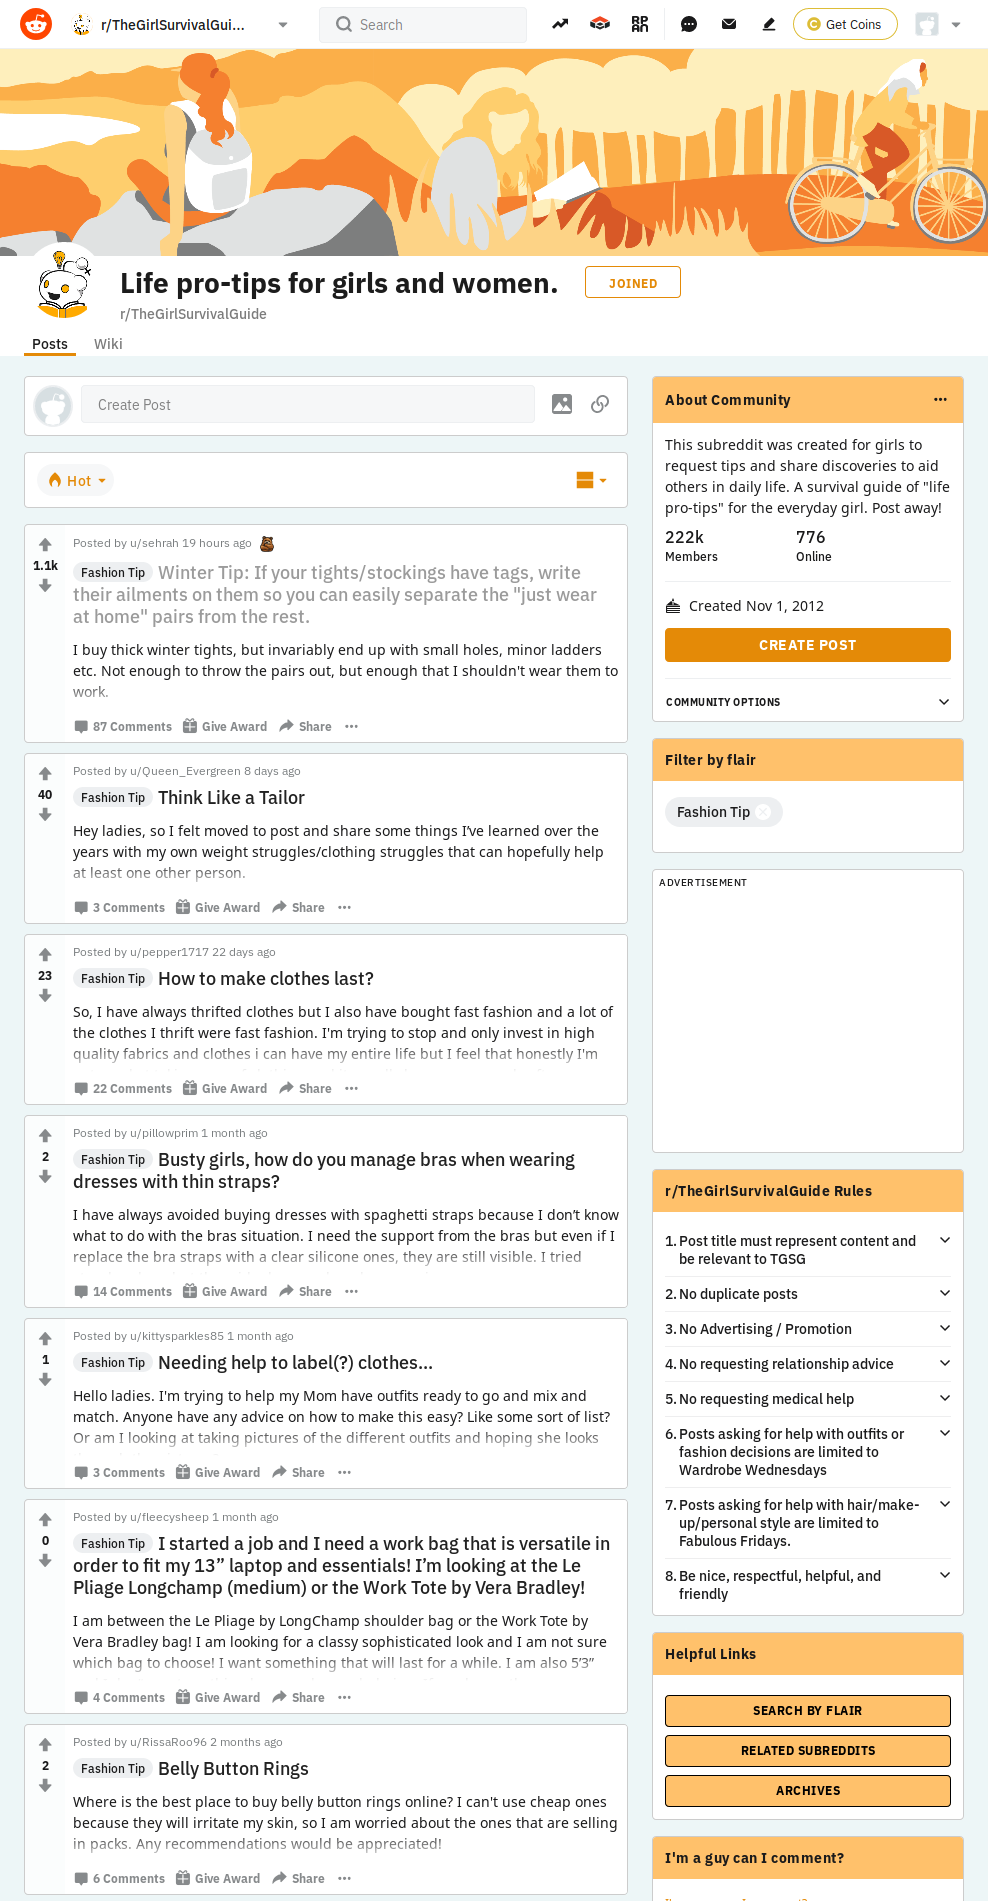 r/TheGirlSurvivalGui...
Search
Get Coins
Life pro-tips for girls and women.
JOINED
r/TheGirlSurvivalGuide
Posts
Wiki
Create Post
Hot
Posted by u/sehrah 19 hours ago
1.1k
Fashion Tip Winter Tip: If your tights/stockings have tags, write
their ailments on them so you can easily separate the "just wear
at home" pairs from the rest.
I buy thick winter tights, but invariably end up with small holes, minor ladders
etc. Not enough to throw the pairs out, but enough that I shouldn't wear them to
work.
87 Comments Give Award Share
Posted by u/Queen_Evergreen 8 days ago
40
Fashion Tip Think Like a Tailor
Hey ladies, so I felt moved to post and share some things I’ve learned over the
years with my own weight struggles/clothing struggles that can hopefully help
at least one other person.
3 Comments Give Award Share
Posted by u/pepper1717 22 days ago
23
Fashion Tip How to make clothes last?
So, I have always thrifted clothes but I also have bought fast fashion and a lot of
the clothes I thrift were fast fashion. I'm trying to stop and only invest in high
quality fabrics and clothes i can have my entire life but I feel that honestly I'm
22 Comments Give Award Share
Posted by u/pillowprim 1 month ago
2
Fashion Tip Busty girls, how do you manage bras when wearing
dresses with thin straps?
I have always avoided buying dresses with spaghetti straps because I don’t know
what to do with the bras situation. I need the support from the bras but even if I
replace the bra straps with a clear silicone ones, they are still visible. I tried
14 Comments Give Award Share
Posted by u/kittysparkles85 1 month ago
1
Fashion Tip Needing help to label(?) clothes...
Hello ladies. I'm trying to help my Mom have outfits ready to go and mix and
match. Anyone have any advice on how to make this easy? Like some sort of list?
Or am I looking at taking pictures of the different outfits and hoping she looks
3 Comments Give Award Share
Posted by u/fleecysheep 1 month ago
0
Fashion Tip I started a job and I need a work bag that is versatile in
order to fit my 13” laptop and essentials! I’m looking at the Le
Pliage Longchamp (medium) or the Work Tote by Vera Bradley!
I am between the Le Pliage by LongChamp shoulder bag or the Work Tote by
Vera Bradley bag! I am looking for a classy sophisticated look and I am not sure
which bag to choose! I want something that will last for a while. I am also 5’3”
4 Comments Give Award Share
Posted by u/RissaRoo96 2 months ago
2
Fashion Tip Belly Button Rings
Where is the best place to buy belly button rings online? I can't use cheap ones
because they will irritate my skin, so I am worried about the ones that are selling
in packs. Any recommendations would be appreciated!
6 Comments Give Award Share
About Community
This subreddit was created for girls to
request tips and share discoveries to aid
others in daily life. A survival guide of "life
pro-tips" for the everyday girl. Post away!
222k 776
Members Online
Created Nov 1, 2012
CREATE POST
COMMUNITY OPTIONS
Filter by flair
Fashion Tip
ADVERTISEMENT
r/TheGirlSurvivalGuide Rules
1. Post title must represent content and
be relevant to TGSG
2. No duplicate posts
3. No Advertising / Promotion
4. No requesting relationship advice
5. No requesting medical help
6. Posts asking for help with outfits or
fashion decisions are limited to
Wardrobe Wednesdays
7. Posts asking for help with hair/make-
up/personal style are limited to
Fabulous Fridays.
8. Be nice, respectful, helpful, and
friendly
Helpful Links
SEARCH BY FLAIR
RELATED SUBREDDITS
ARCHIVES
I'm a guy can I comment?